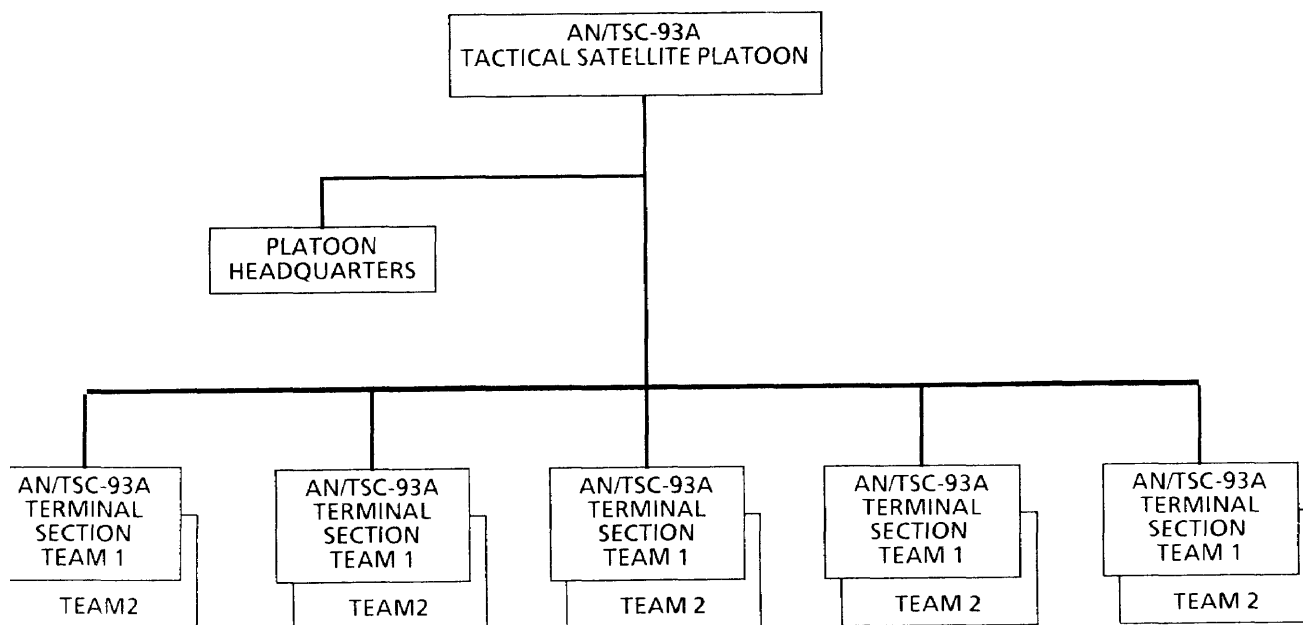 AN/TSC-93A
TACTICAL SATELLITE PLATOON
PLATOON
HEADQUARTERS
AN/TSC-93A
TERMINAL
SECTION
TEAM 1
TEAM2
AN/TSC-93A
TERMINAL
SECTION
TEAM 1
TEAM2
AN/TSC-93A
TERMINAL
SECTION
TEAM 1
TEAM 2
AN/TSC-93A
TERMINAL
SECTION
TEAM 1
TEAM 2
AN/TSC-93A
TERMINAL
SECTION
TEAM 1
TEAM 2